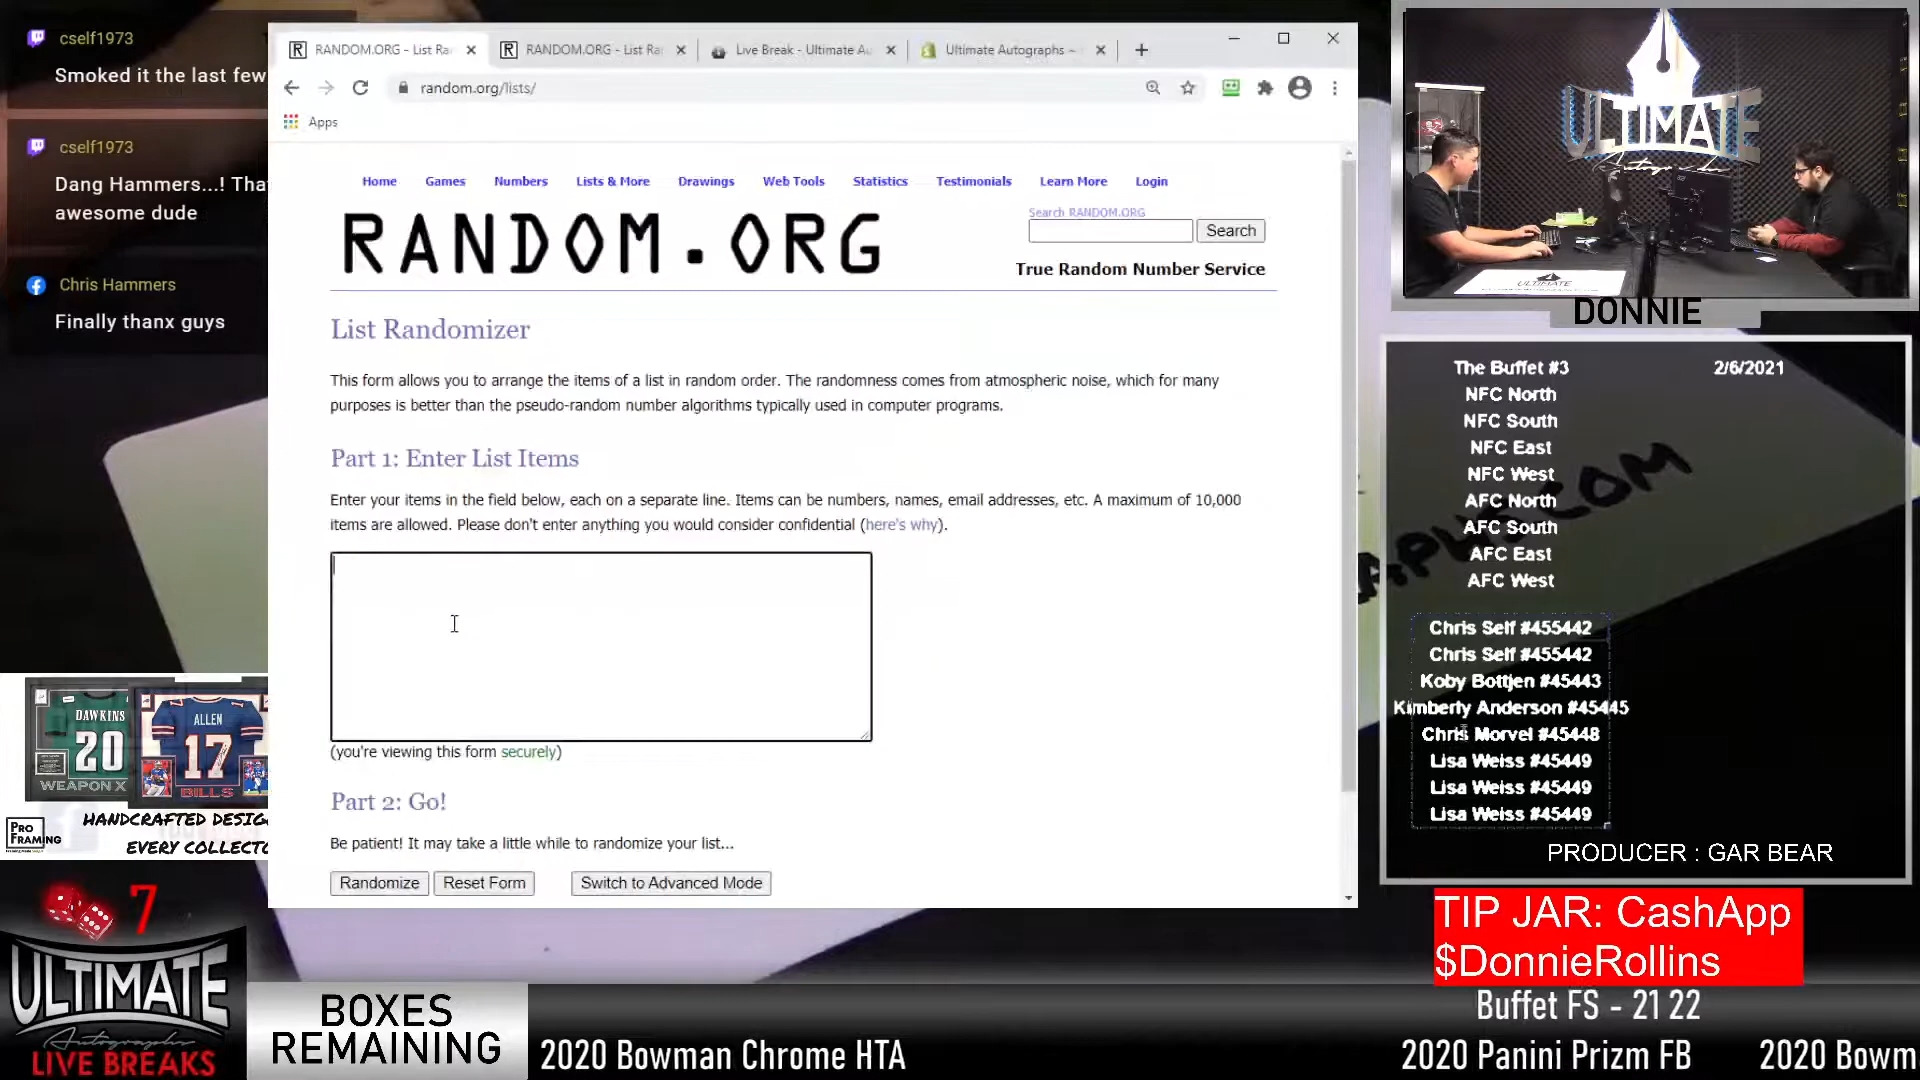 cself1973
Smoked it the last few
cself1973
Dang Hammers...! Tha
awesome dude
Chris Hammers
Finally thanx guys
RANDOM.ORG - List Ra
RANDOM.ORG - List Ra
Live Break - Ultimate Au
Ultimate Autographs ~
random.org/lists/
Apps
Home Games Numbers Lists & More Drawings Web Tools Statistics Testimonials Learn More Login
RANDOM.ORG
Search RANDOM.ORG
Search
True Random Number Service
List Randomizer
This form allows you to arrange the items of a list in random order. The randomness comes from atmospheric noise, which for many
purposes is better than the pseudo-random number algorithms typically used in computer programs.
Part 1: Enter List Items
Enter your items in the field below, each on a separate line. Items can be numbers, names, email addresses, etc. A maximum of 10,000
items are allowed. Please don't enter anything you would consider confidential (here's why).
(you're viewing this form securely)
Part 2: Go!
Be patient! It may take a little while to randomize your list...
Randomize Reset Form Switch to Advanced Mode
ULTIMATE
Autographs
ULTIMATE
DONNIE
The Buffet #3 2/6/2021
NFC North
NFC South
NFC East
NFC West
AFC North
AFC South
AFC East
AFC West
Chris Self #455442
Chris Self #455442
Koby Bottjen #45443
Kimberly Anderson #45445
Chris Morvel #45448
Lisa Weiss #45449
Lisa Weiss #45449
Lisa Weiss #45449
PRODUCER : GAR BEAR
TIP JAR: CashApp
$DonnieRollins
Buffet FS - 21 22
DAWKINS
20
WEAPON X
ALLEN
17
BILLS
PRO
FRAMING
HANDCRAFTED DESIG
EVERY COLLECTO
7
ULTIMATE
Autographs
LIVE BREAKS
BOXES
REMAINING
2020 Bowman Chrome HTA
2020 Panini Prizm FB
2020 Bowm